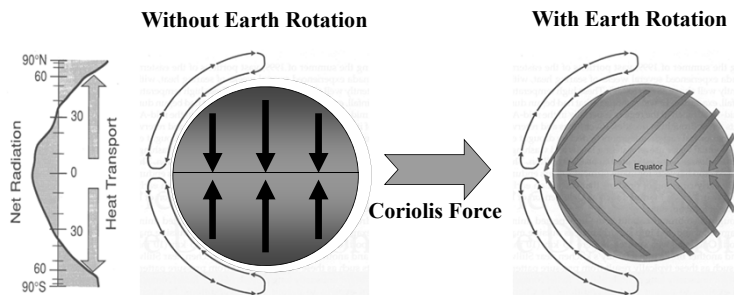 Without Earth Rotation
With Earth Rotation
90°N
60
30
0
30
60
90°S
Net Radiation
Heat Transport
Coriolis Force
Equator